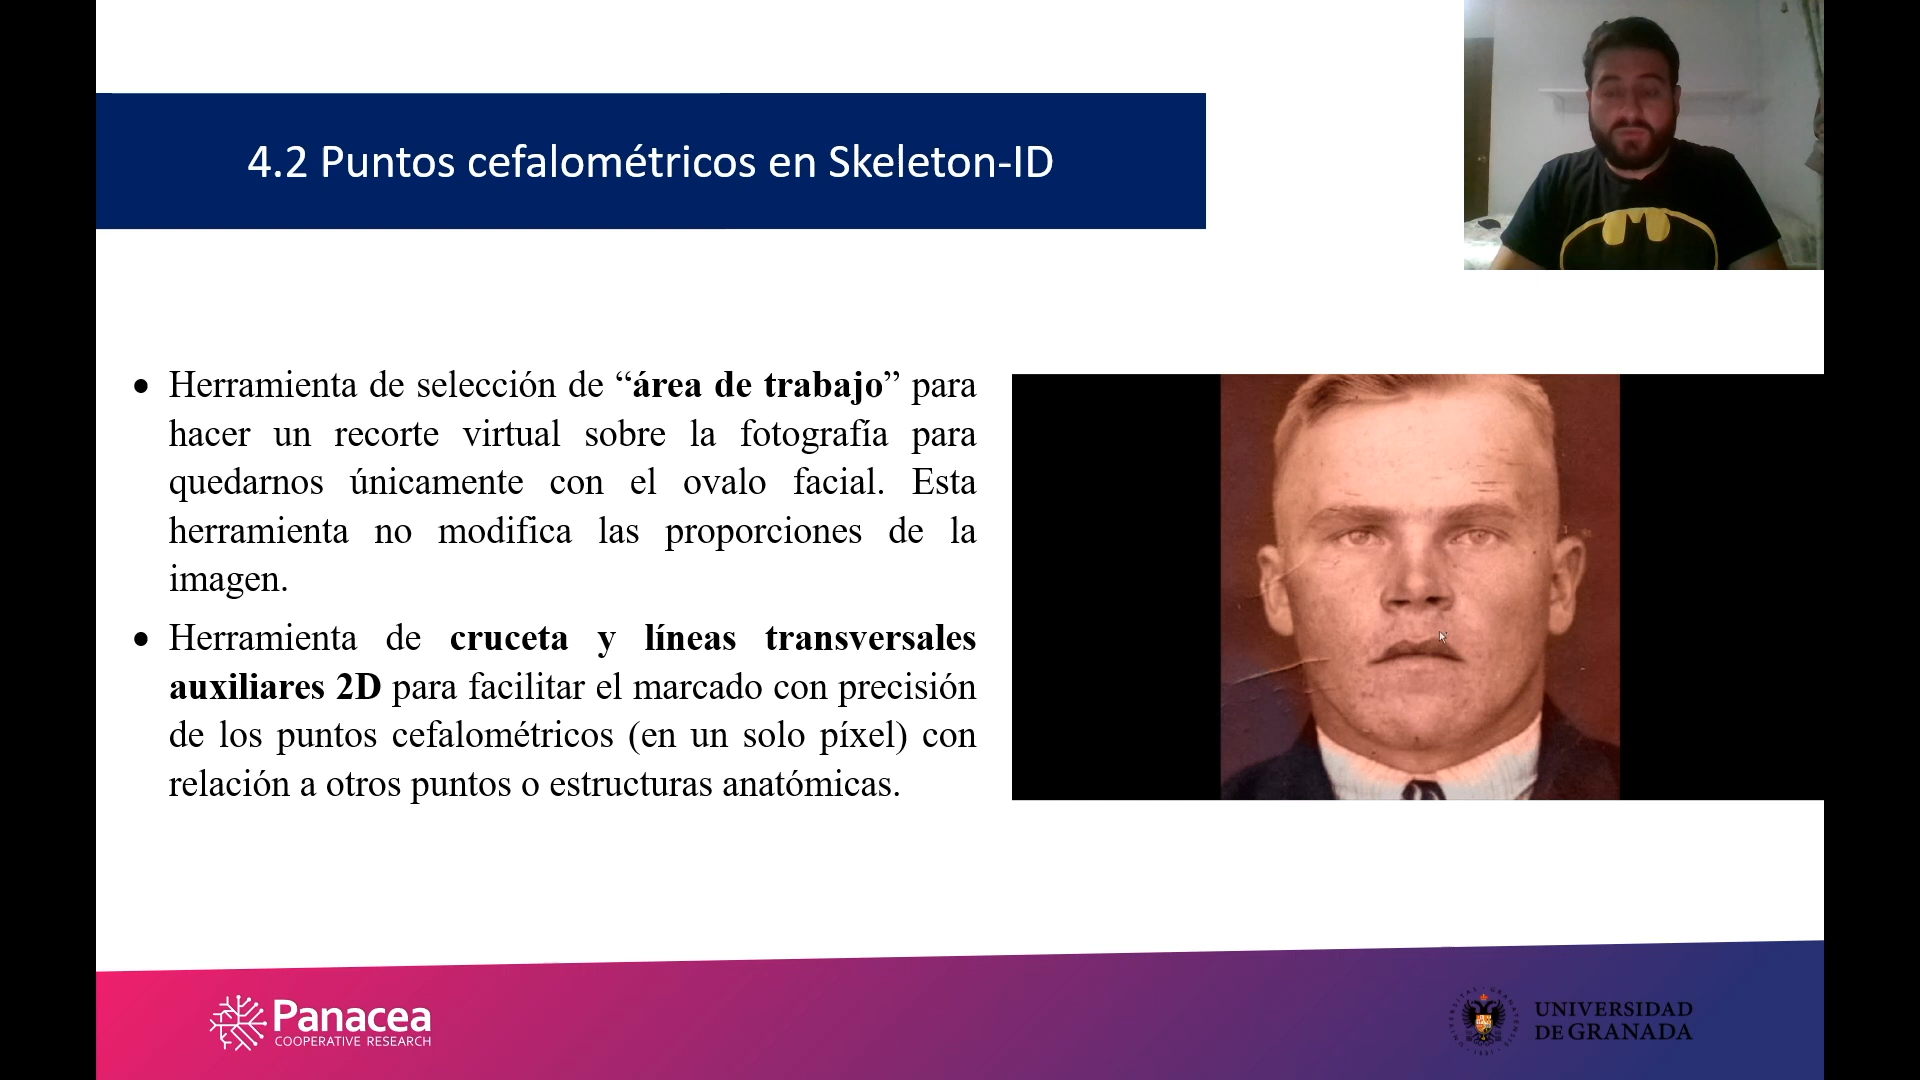 4.2 Puntos cefalométricos en Skeleton-ID
• Herramienta de selección de “área de trabajo” para
hacer un recorte virtual sobre la fotografía para
quedarnos únicamente con el ovalo facial. Esta
herramienta no modifica las proporciones de la
imagen.
• Herramienta de cruceta y líneas transversales
auxiliares 2D para facilitar el marcado con precisión
de los puntos cefalométricos (en un solo píxel) con
relación a otros puntos o estructuras anatómicas.
Panacea
COOPERATIVE RESEARCH
UNIVERSIDAD
DE GRANADA